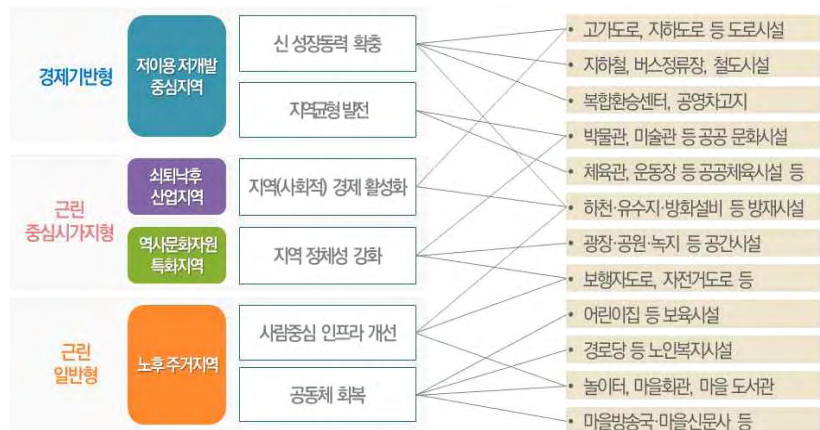 경제기반형
저이용 저개발
중심지역
신 성장동력 확충
지역균형 발전
근린
중심시가지형
쇠퇴낙후
산업지역
지역(사회적) 경제 활성화
역사문화자원
특화지역
지역 정체성 강화
근린
일반형
노후 주거지역
사람중심 인프라 개선
공동체 회복
• 고가도로, 지하도로 등 도로시설
• 지하철, 버스정류장, 철도시설
• 복합환승센터, 공영차고지
• 박물관, 미술관 등 공공 문화시설
• 체육관, 운동장 등 공공체육시설 등
• 하천·유수지·방화설비 등 방재시설
• 광장·공원·녹지 등 공간시설
• 보행자도로, 자전거도로 등
• 어린이집 등 보육시설
• 경로당 등 노인복지시설
• 놀이터, 마을회관, 마을 도서관
• 마을방송국·마을신문사 등